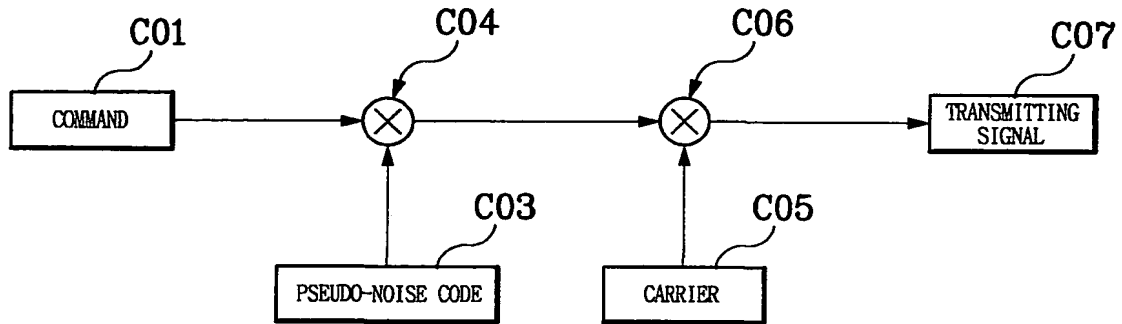 C01
C04
C06
C07
COMMAND
TRANSMITTING
SIGNAL
C03
C05
PSEUDO-NOISE CODE
CARRIER